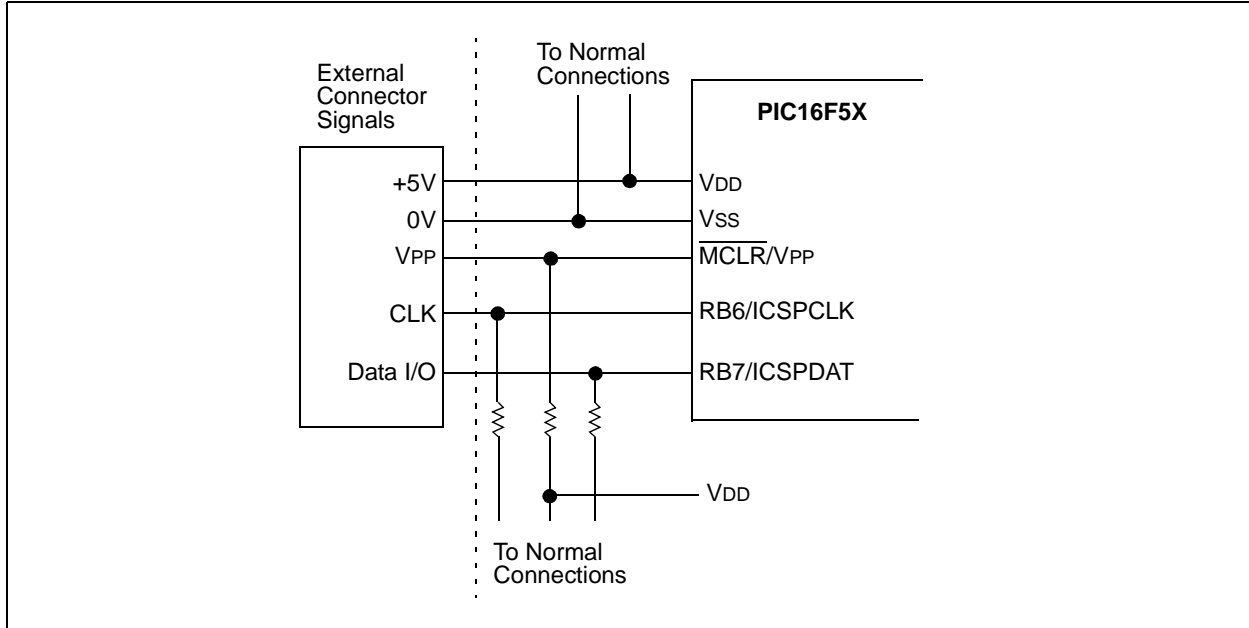 To Normal
Connections
External
Connector
Signals
PIC16F5X
+5V
VDD
0V
VSS
VPP
MCLR/VPP
CLK
RB6/ICSPCLK
Data I/O
RB7/ICSPDAT
VDD
To Normal
Connections